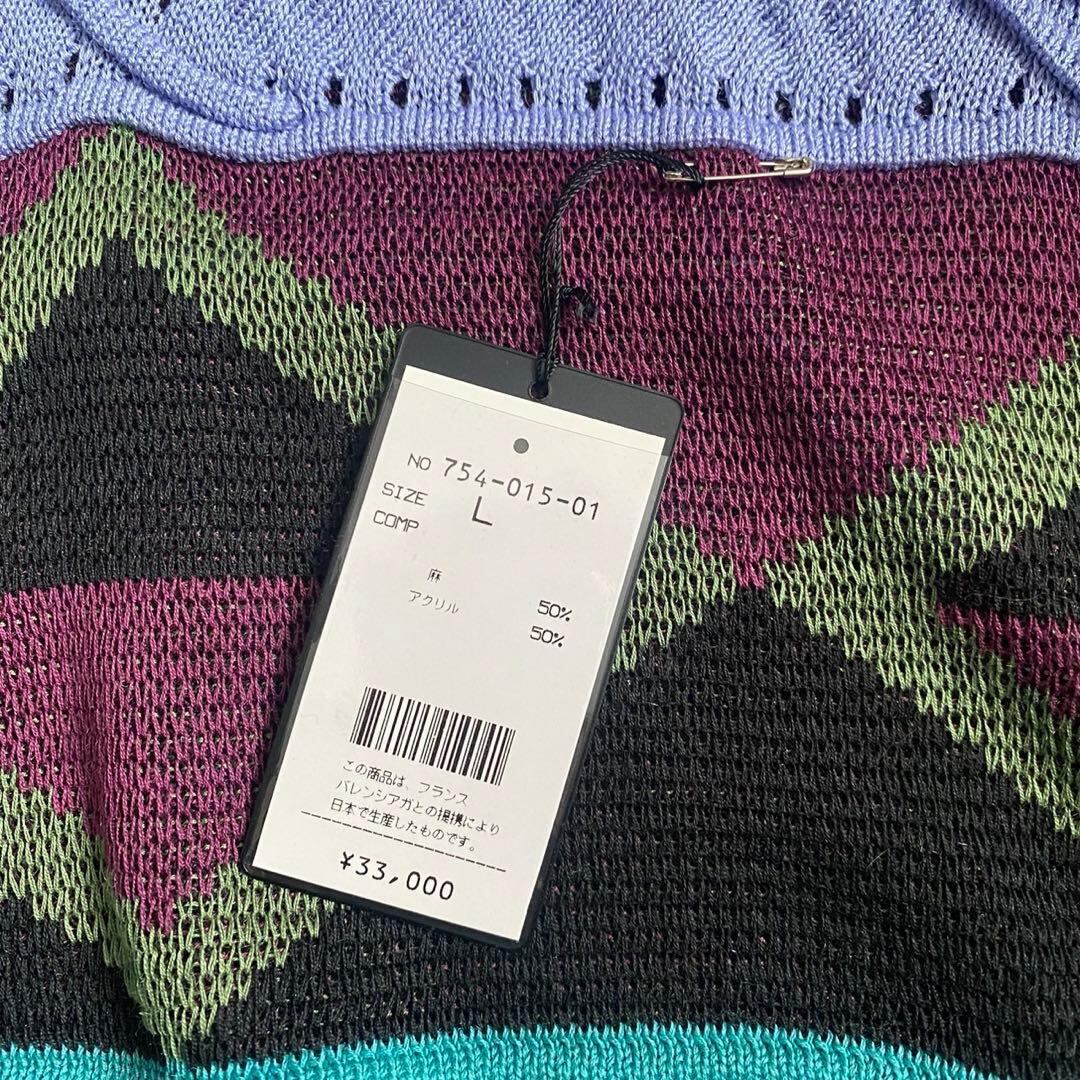 NO 754-015-01
SIZE L
COMP
麻 50%
アクリル 50%
この商品は、フランス
バレンシアガとの提携により
日本で生産したものです。
¥33,000